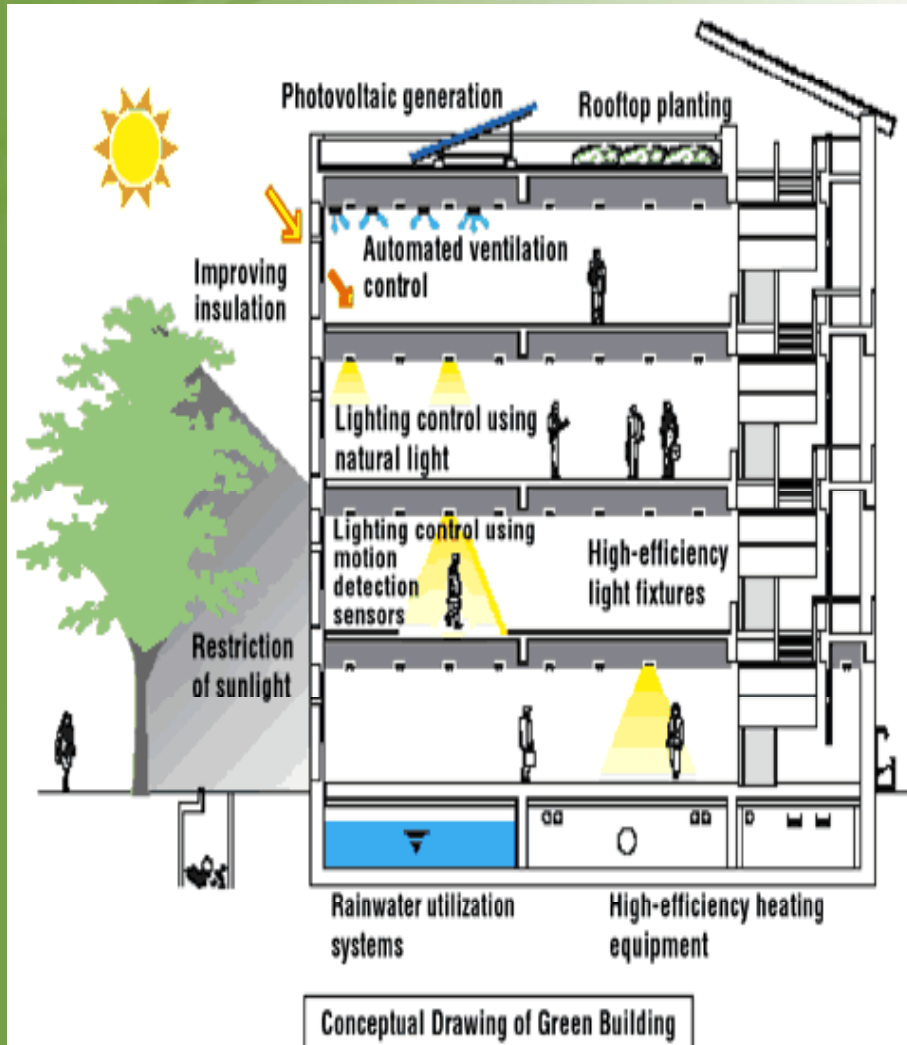 Photovoltaic generation
Rooftop planting
Improving
insulation
Automated ventilation
control
Lighting control using
natural light
Lighting control using
motion
detection
sensors
High-efficiency
light fixtures
Restriction
of sunlight
Rainwater utilization
systems
High-efficiency heating
equipment
Conceptual Drawing of Green Building